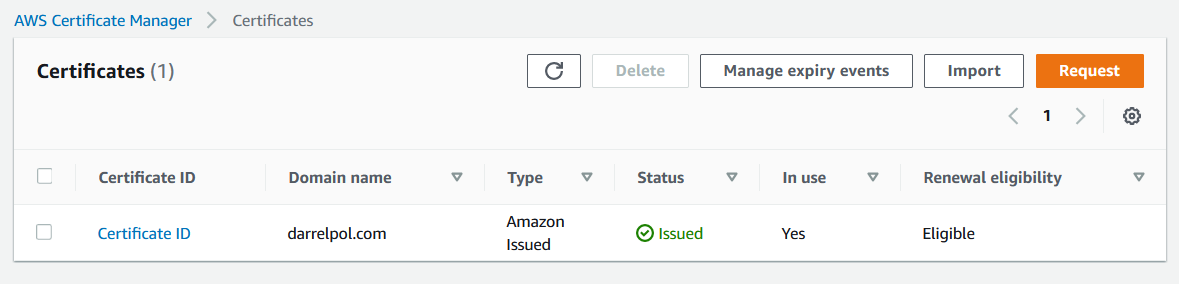 AWS Certificate Manager > Certificates
Certificates (1)
Delete
Manage expiry events
Import
Request
1
Certificate ID
Domain name
Type
Status
In use
Renewal eligibility
Certificate ID
darrelpol.com
Amazon
Issued
Issued
Yes
Eligible